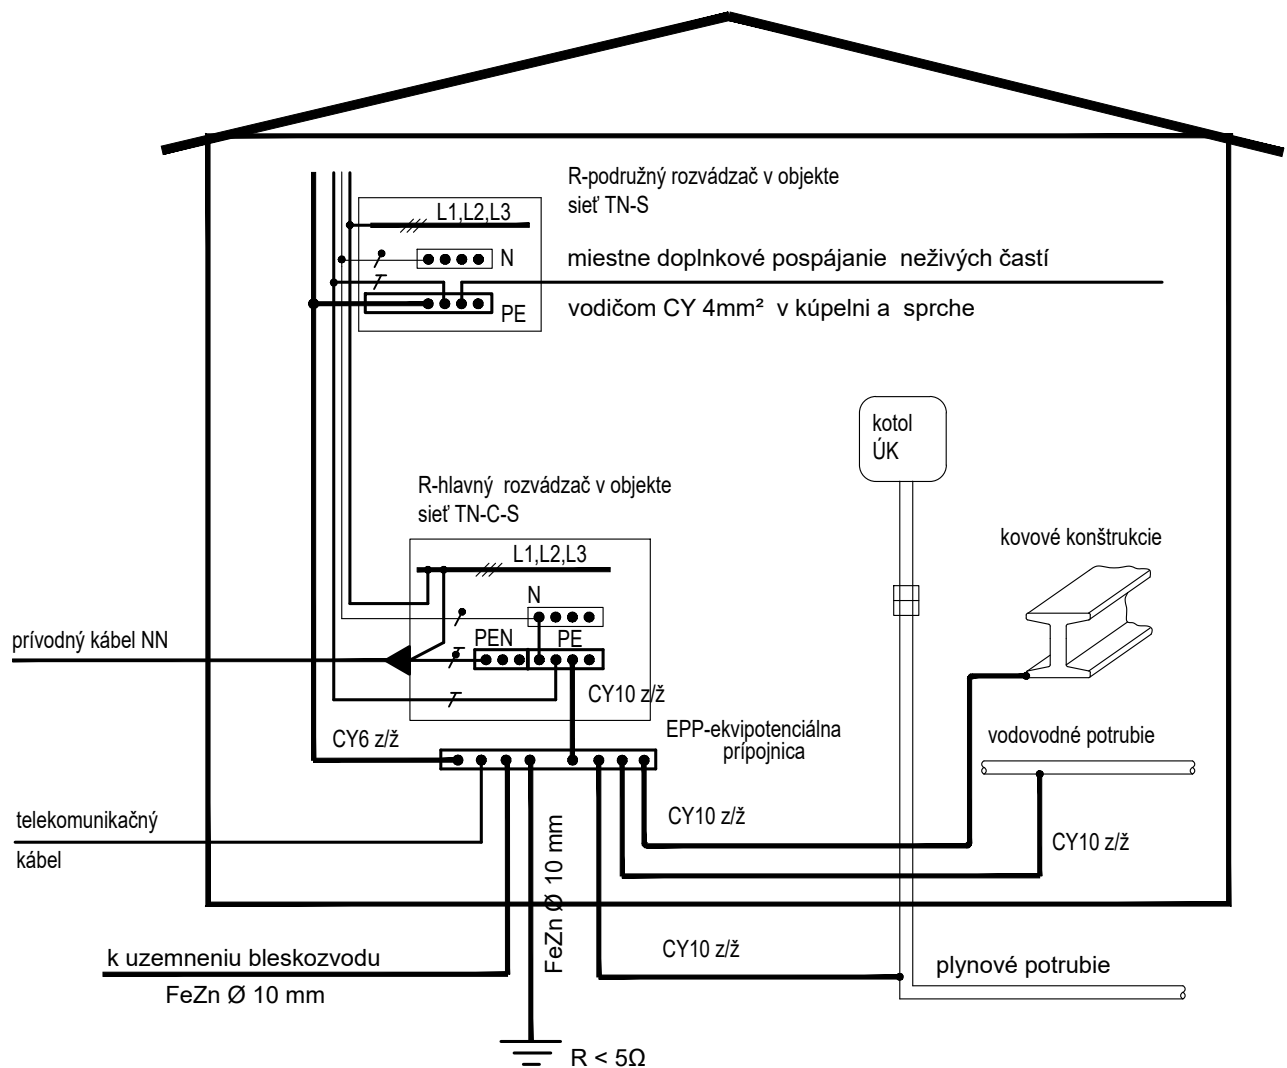 R-podružný rozvádzač v objekte
sieť TN-S
L1,L2,L3
N
miestne doplnkové pospájanie neživých častí
PE
vodičom CY 4mm² v kúpelni a sprche
kotol
ÚK
R-hlavný rozvádzač v objekte
sieť TN-C-S
kovové konštrukcie
L1,L2,L3
N
prívodný kábel NN
PEN
PE
CY10 z/ž
CY6 z/ž
EPP-ekvipotenciálna
prípojnica
vodovodné potrubie
telekomunikačný
kábel
CY10 z/ž
CY10 z/ž
FeZn Ø 10 mm
k uzemneniu bleskozvodu
FeZn Ø 10 mm
CY10 z/ž
plynové potrubie
R < 5Ω